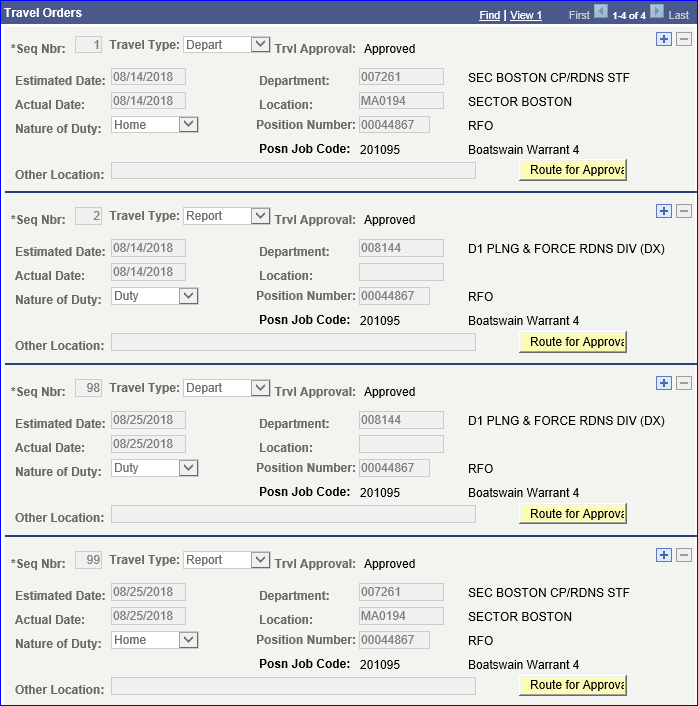 Travel Orders Find | View 1 First 1-4 of 4 Last
*Seq Nbr: 1 Travel Type: Depart Trvl Approval: Approved
Estimated Date: 08/14/2018 Department: 007261 SEC BOSTON CP/RDNS STF
Actual Date: 08/14/2018 Location: MA0194 SECTOR BOSTON
Nature of Duty: Home Position Number: 00044867 RFO
Posn Job Code: 201095 Boatswain Warrant 4
Other Location: Route for Approva
*Seq Nbr: 2 Travel Type: Report Trvl Approval: Approved
Estimated Date: 08/14/2018 Department: 008144 D1 PLNG & FORCE RDNS DIV (DX)
Actual Date: 08/14/2018 Location:
Nature of Duty: Duty Position Number: 00044867 RFO
Posn Job Code: 201095 Boatswain Warrant 4
Other Location: Route for Approva
*Seq Nbr: 98 Travel Type: Depart Trvl Approval: Approved
Estimated Date: 08/25/2018 Department: 008144 D1 PLNG & FORCE RDNS DIV (DX)
Actual Date: 08/25/2018 Location:
Nature of Duty: Duty Position Number: 00044867 RFO
Posn Job Code: 201095 Boatswain Warrant 4
Other Location: Route for Approva
*Seq Nbr: 99 Travel Type: Report Trvl Approval: Approved
Estimated Date: 08/25/2018 Department: 007261 SEC BOSTON CP/RDNS STF
Actual Date: 08/25/2018 Location: MA0194 SECTOR BOSTON
Nature of Duty: Home Position Number: 00044867 RFO
Posn Job Code: 201095 Boatswain Warrant 4
Other Location: Route for Approva